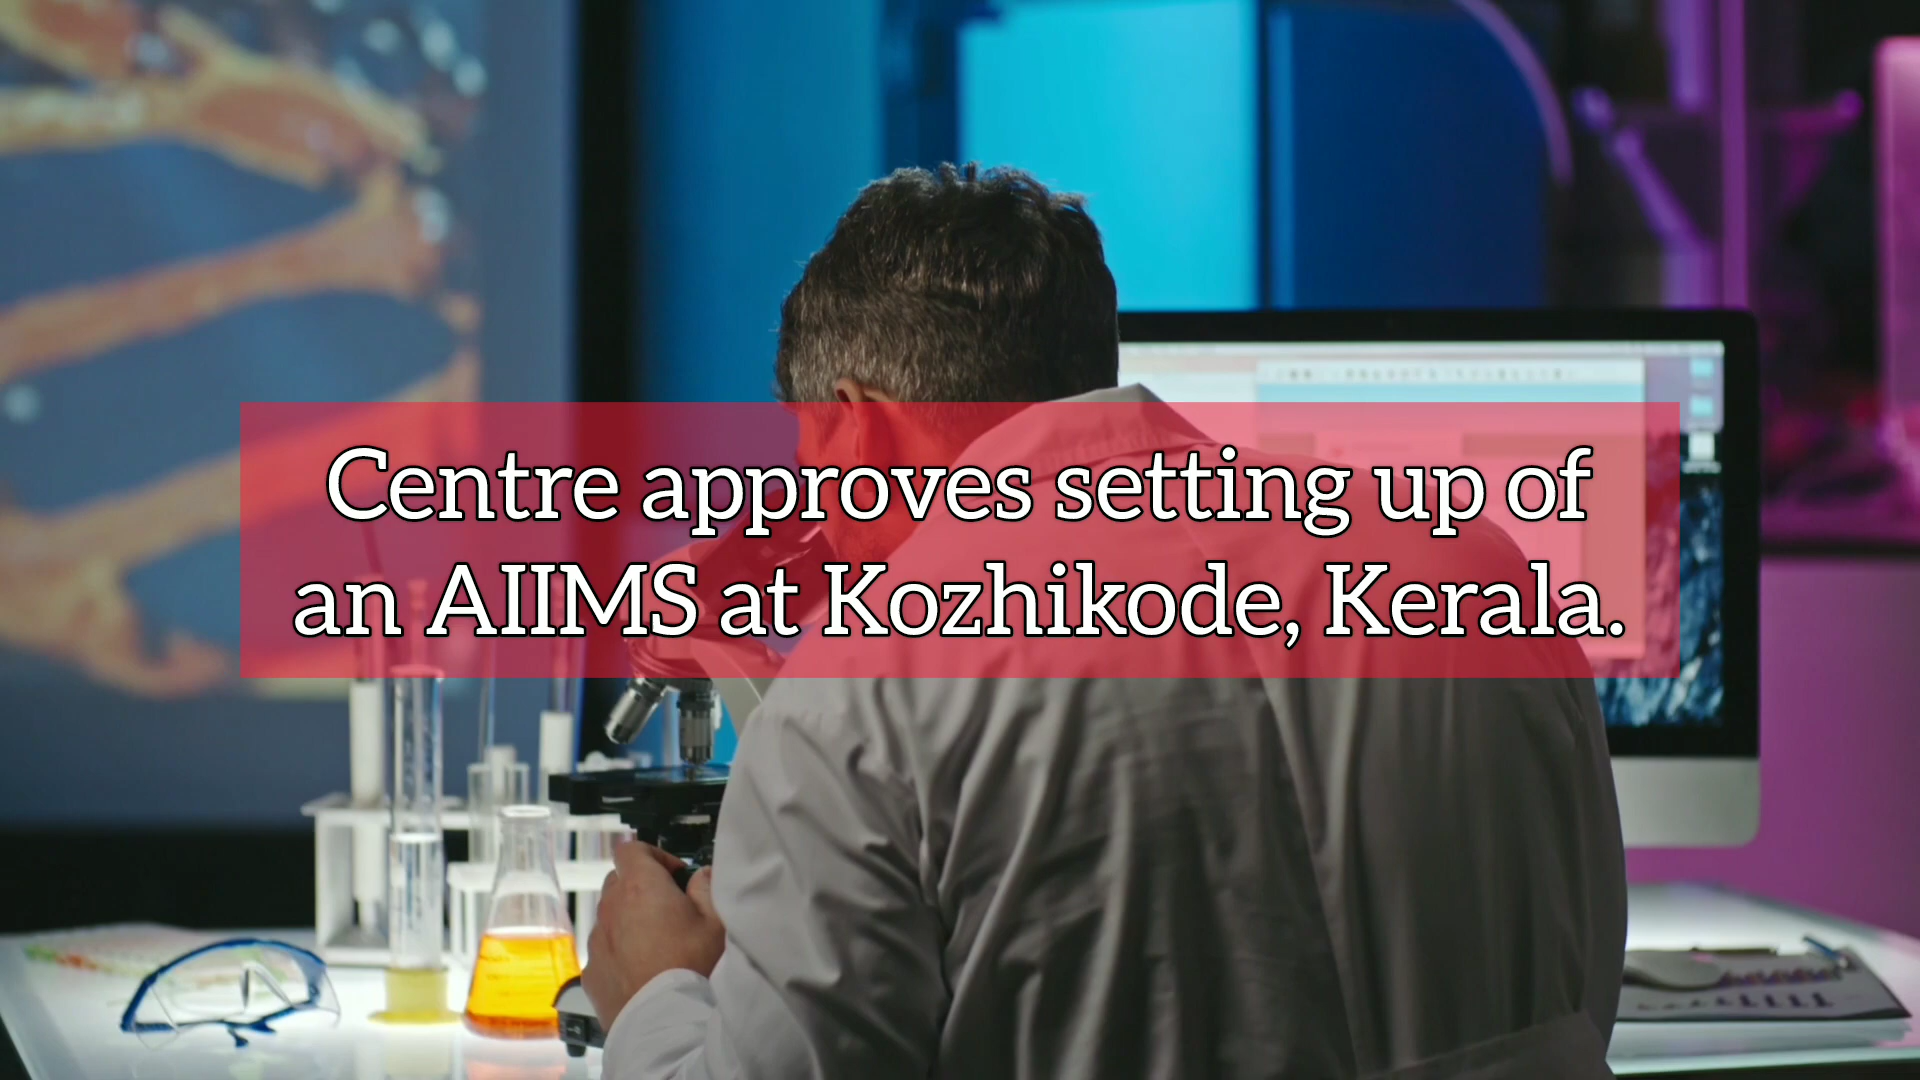 Centre approves setting up of
an AIIMS at Kozhikode, Kerala.